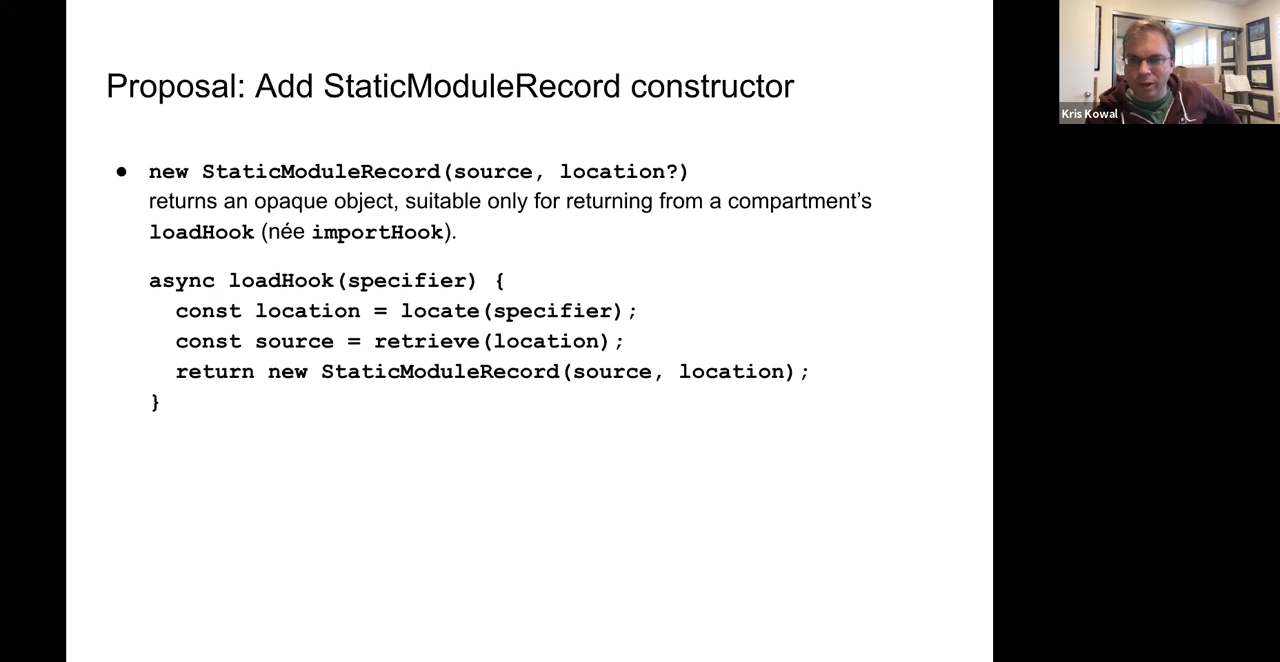 Proposal: Add StaticModuleRecord constructor
● new StaticModuleRecord(source, location?)
returns an opaque object, suitable only for returning from a compartment’s
loadHook (née importHook).
async loadHook(specifier) {
  const location = locate(specifier);
  const source = retrieve(location);
  return new StaticModuleRecord(source, location);
}
Kris Kowal